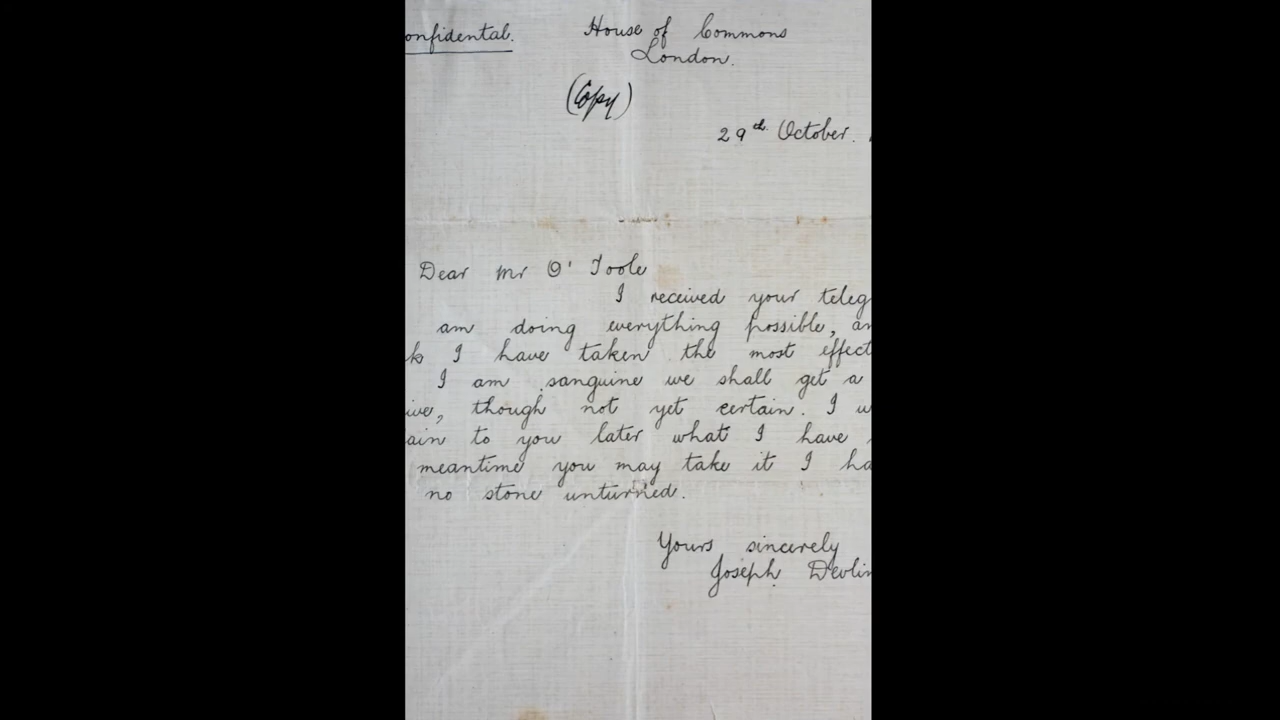 onfidental.
House of Commons
London.
(Copy)
29th October.
Dear Mr O' Toole
I received your teleg
am doing everything possible, an
k I have taken the most effect
I am sanguine we shall get a
ive, though not yet certain. I w
ain to you later what I have
meantime you may take it I ha
no stone unturned.
Yours sincerely
Joseph Devlin